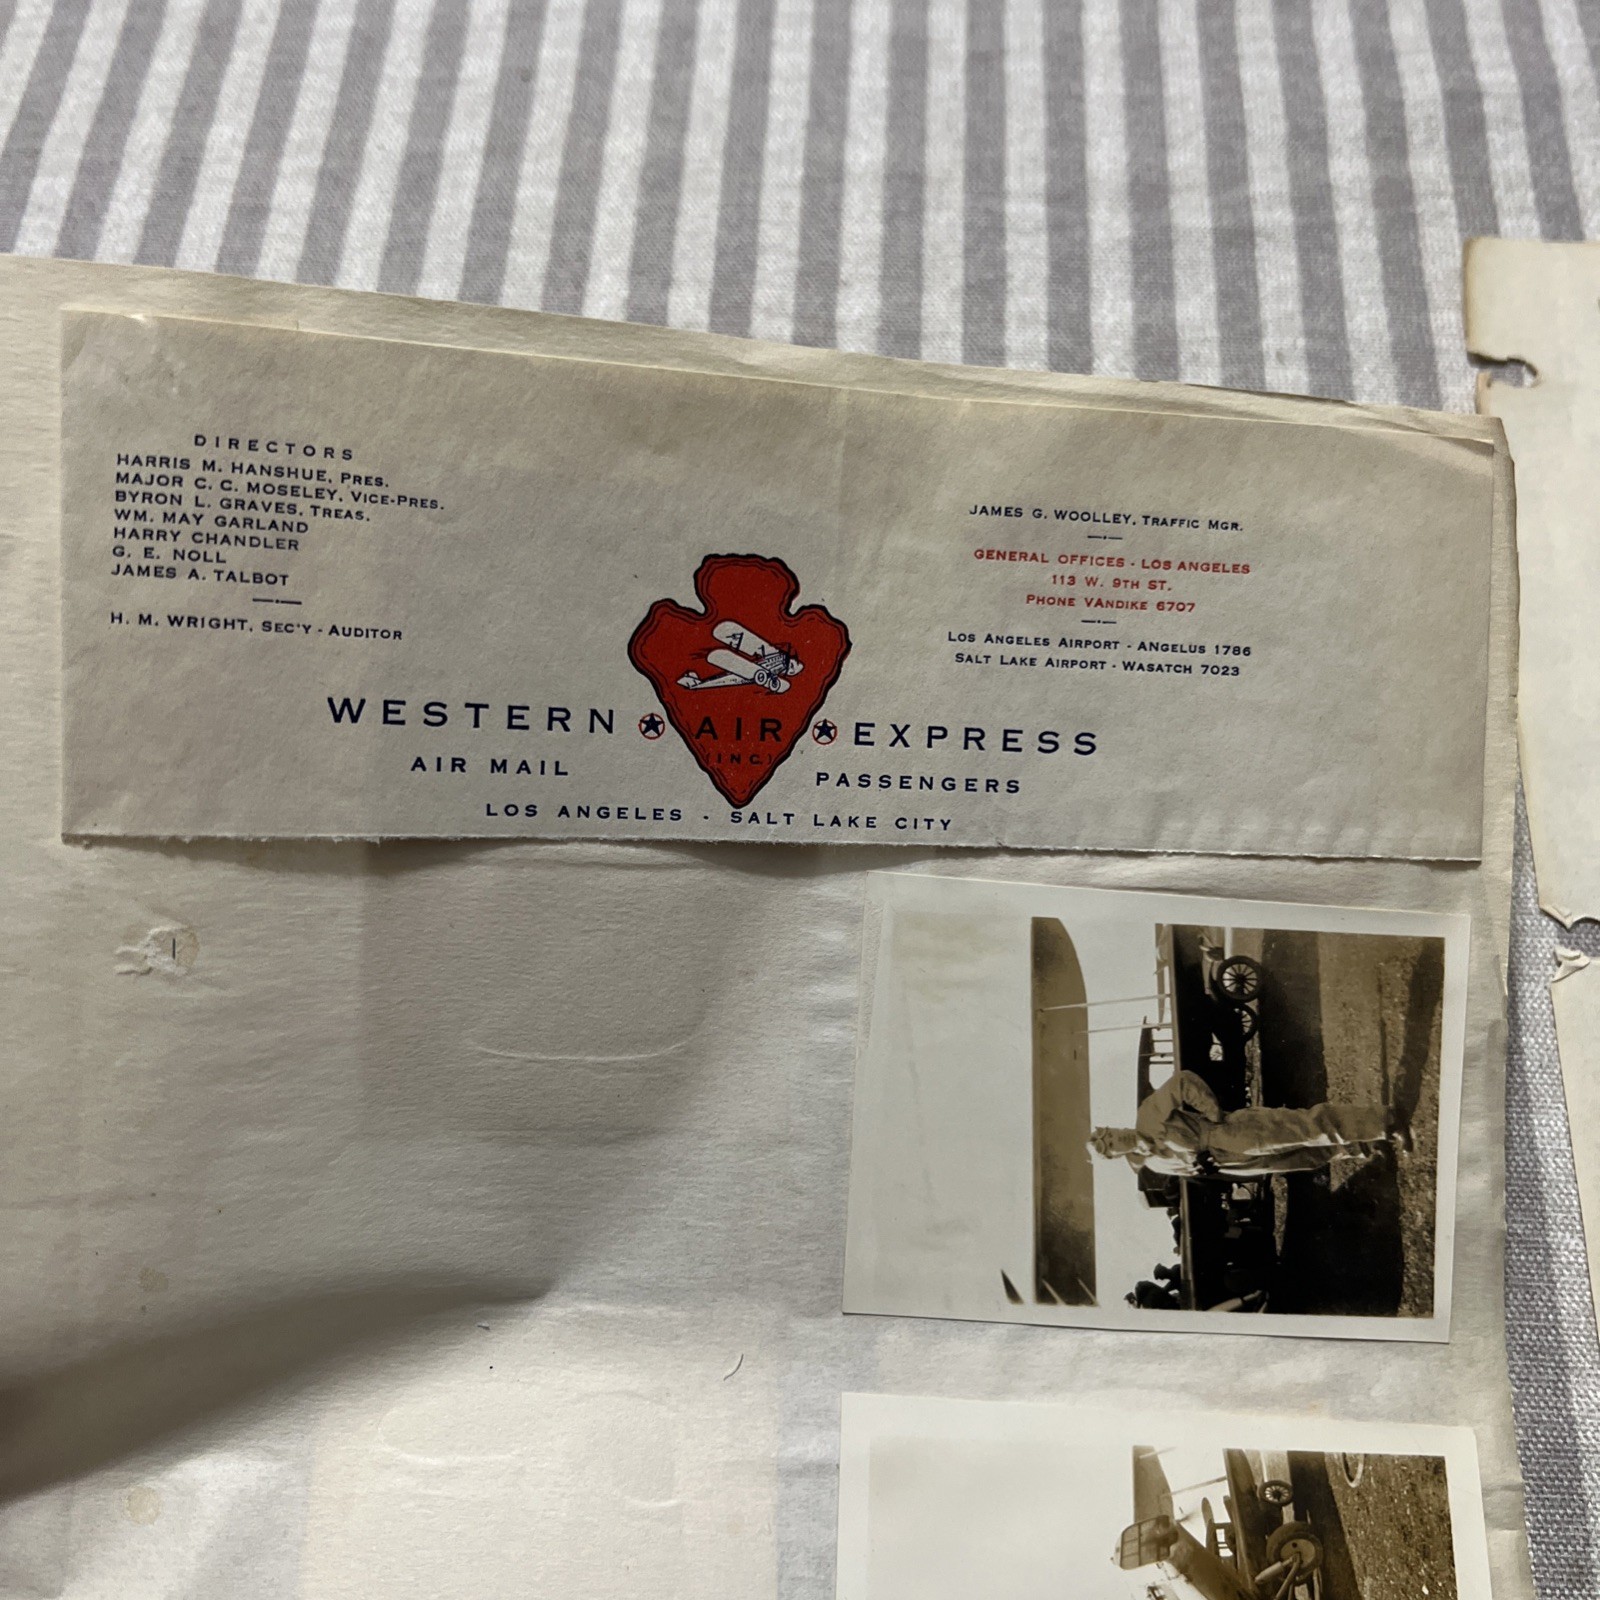 DIRECTORS
HARRIS M. HANSHUE, PRES.
MAJOR C. C. MOSELEY, VICE-PRES.
BYRON L. GRAVES, TREAS.
WM. MAY GARLAND
HARRY CHANDLER
G. E. NOLL
JAMES A. TALBOT
H. M. WRIGHT, SEC'Y - AUDITOR
JAMES G. WOOLLEY, TRAFFIC MGR.
GENERAL OFFICES - LOS ANGELES
113 W. 9TH ST.
PHONE VANDIKE 6707
LOS ANGELES AIRPORT - ANGELUS 1786
SALT LAKE AIRPORT - WASATCH 7023
WESTERN AIR EXPRESS
(INC.)
AIR MAIL PASSENGERS
LOS ANGELES - SALT LAKE CITY